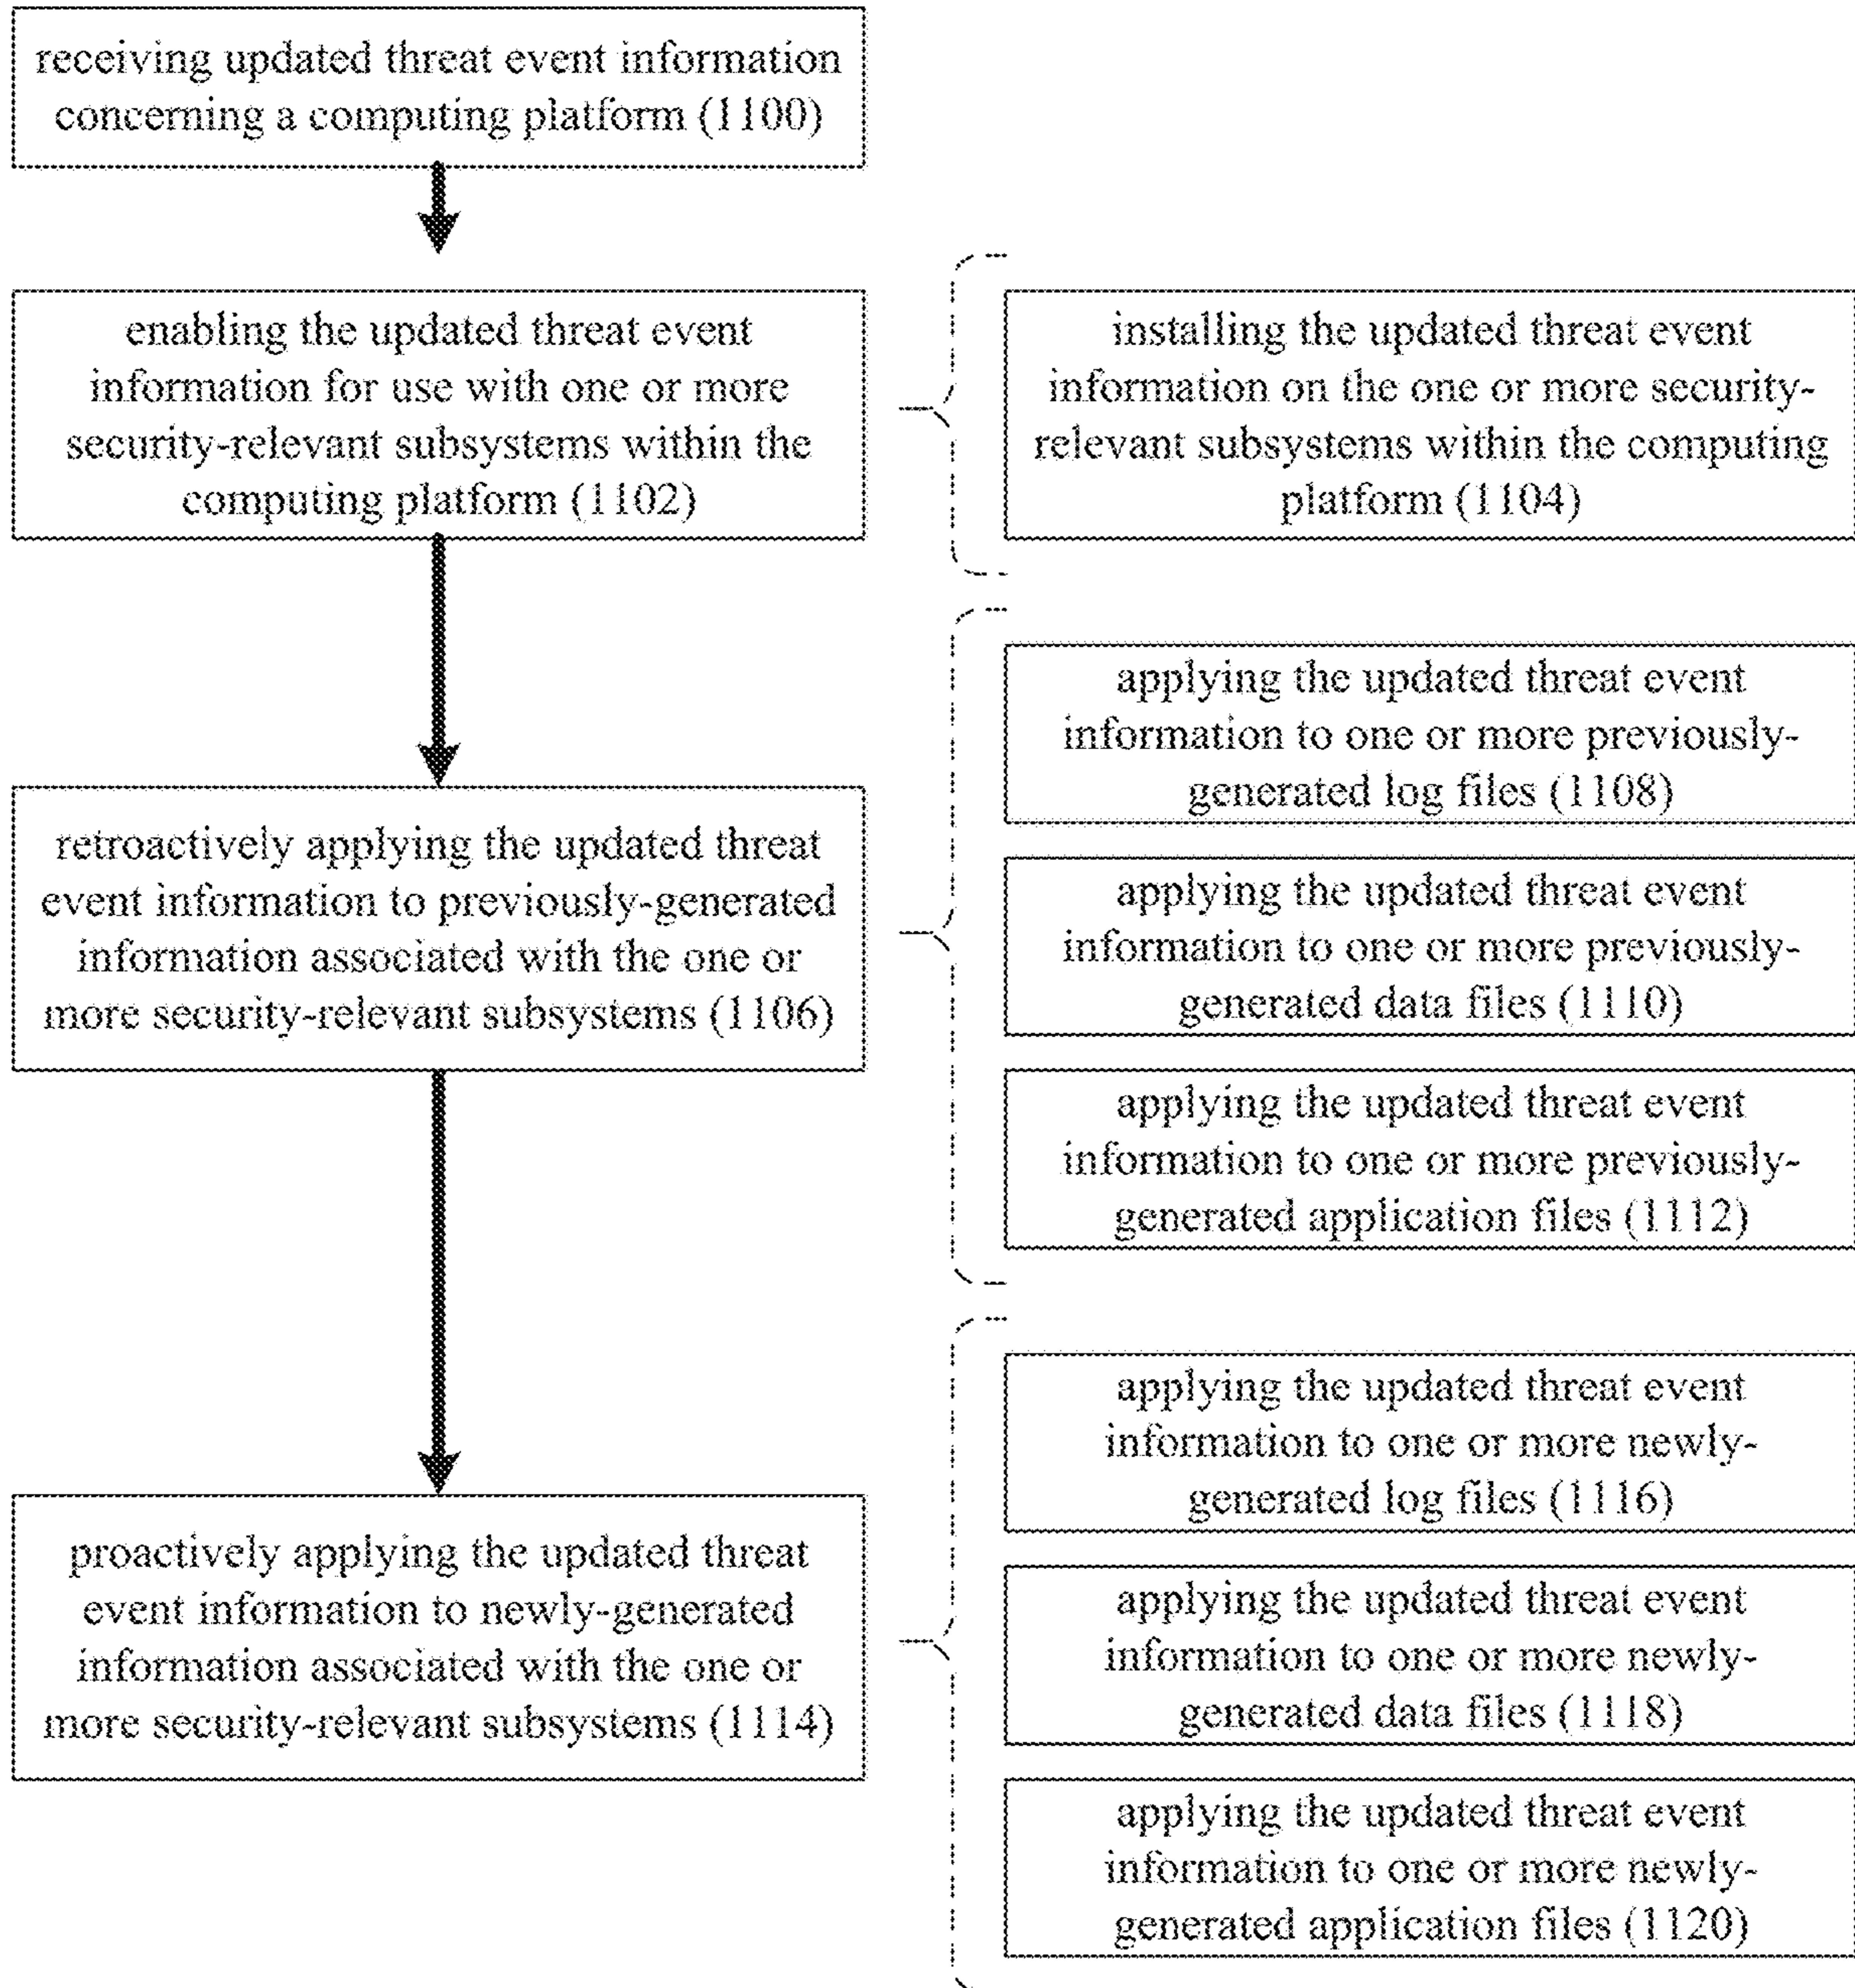 receiving updated threat event information
concerning a computing platform (1100)
enabling the updated threat event
information for use with one or more
security-relevant subsystems within the
computing platform (1102)
installing the updated threat event
information on the one or more security-
relevant subsystems within the computing
platform (1104)
retroactively applying the updated threat
event information to previously-generated
information associated with the one or
more security-relevant subsystems (1106)
applying the updated threat event
information to one or more previously-
generated log files (1108)
applying the updated threat event
information to one or more previously-
generated data files (1110)
applying the updated threat event
information to one or more previously-
generated application files (1112)
proactively applying the updated threat
event information to newly-generated
information associated with the one or
more security-relevant subsystems (1114)
applying the updated threat event
information to one or more newly-
generated log files (1116)
applying the updated threat event
information to one or more newly-
generated data files (1118)
applying the updated threat event
information to one or more newly-
generated application files (1120)